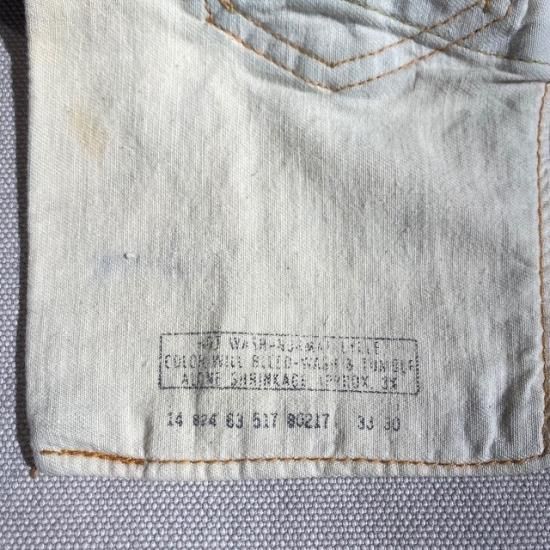 HOT WASH-NORMAL CYCLE
COLOR WILL BLEED-WASH & TUMBLE
ALONE SHRINKAGE APPROX. 3%
14 824 63 517 80217 33 30